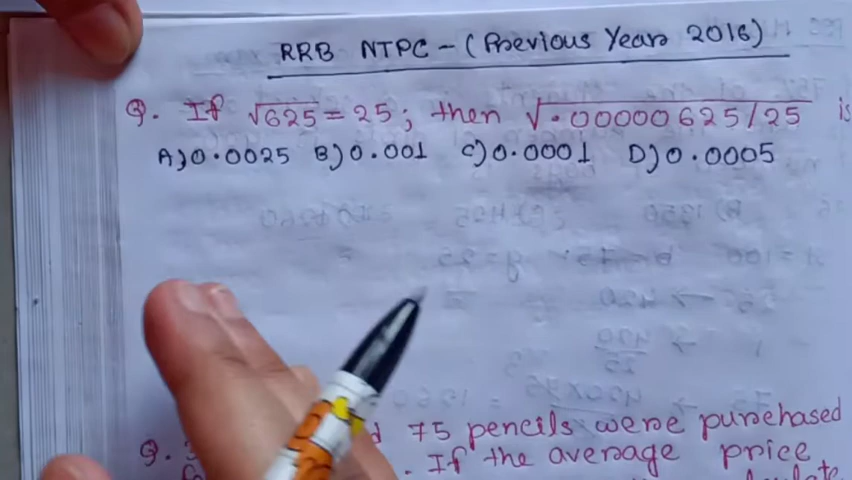 RRB NTPC - (Previous Year 2016)
Q. If √625 = 25; then √.00000625/25 is
A) 0.0025 B) 0.001 C) 0.0001 D) 0.0005
Q. 75 pencils were purchased
. If the average price